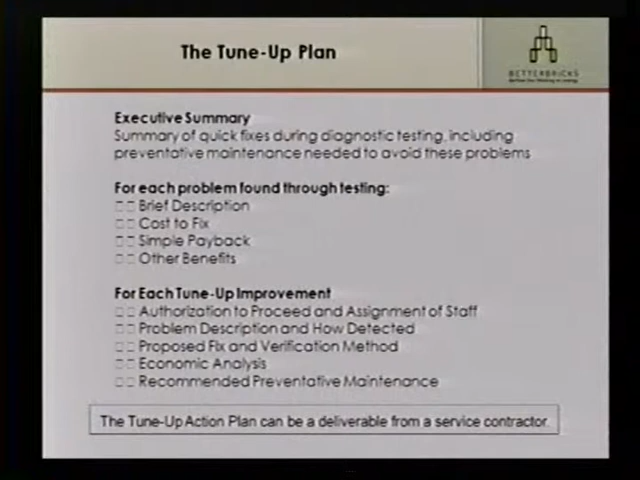 The Tune-Up Plan
BETTERBRICKS
Executive Summary
Summary of quick fixes during diagnostic testing, including
preventative maintenance needed to avoid these problems
For each problem found through testing:
Brief Description
Cost to Fix
Simple Payback
Other Benefits
For Each Tune-Up Improvement
Authorization to Proceed and Assignment of Staff
Problem Description and How Detected
Proposed Fix and Verification Method
Economic Analysis
Recommended Preventative Maintenance
The Tune-Up Action Plan can be a deliverable from a service contractor.